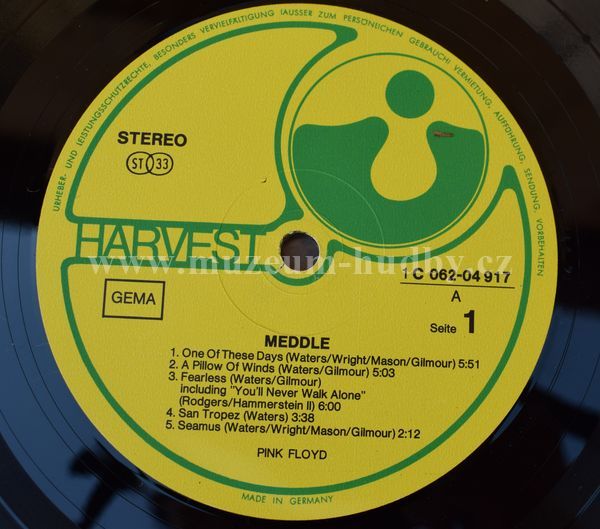 URHEBER- UND LEISTUNGSSCHUTZRECHTE, BESONDERS VERVIELFÄLTIGUNG (AUSSER ZUM PERSÖNLICHEN GEBRAUCH) VERMIETUNG, AUFFÜHRUNG, SENDUNG, VORBEHALTEN
STEREO
ST 33
HARVEST
www.muzeum-hudby.cz
1 C 062-04 917
GEMA
A
Seite 1
MEDDLE
1. One Of These Days (Waters/Wright/Mason/Gilmour) 5:51
2. A Pillow Of Winds (Waters/Gilmour) 5:03
3. Fearless (Waters/Gilmour)
including "You'll Never Walk Alone"
(Rodgers/Hammerstein II) 6:00
4. San Tropez (Waters) 3:38
5. Seamus (Waters/Wright/Mason/Gilmour) 2:12
PINK FLOYD
MADE IN GERMANY